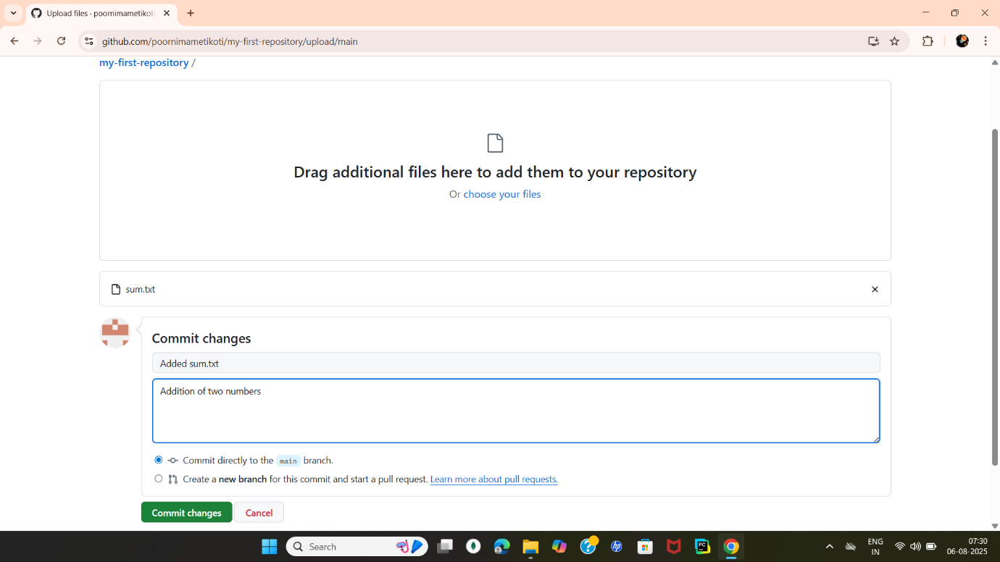 Upload files · poornimametikoti
github.com/poornimametikoti/my-first-repository/upload/main
my-first-repository /
Drag additional files here to add them to your repository
Or choose your files
sum.txt
Commit changes
Added sum.txt
Addition of two numbers
Commit directly to the main branch.
Create a new branch for this commit and start a pull request. Learn more about pull requests.
Commit changes
Cancel
Search
PC
hp
ENG
IN
07:30
06-08-2025